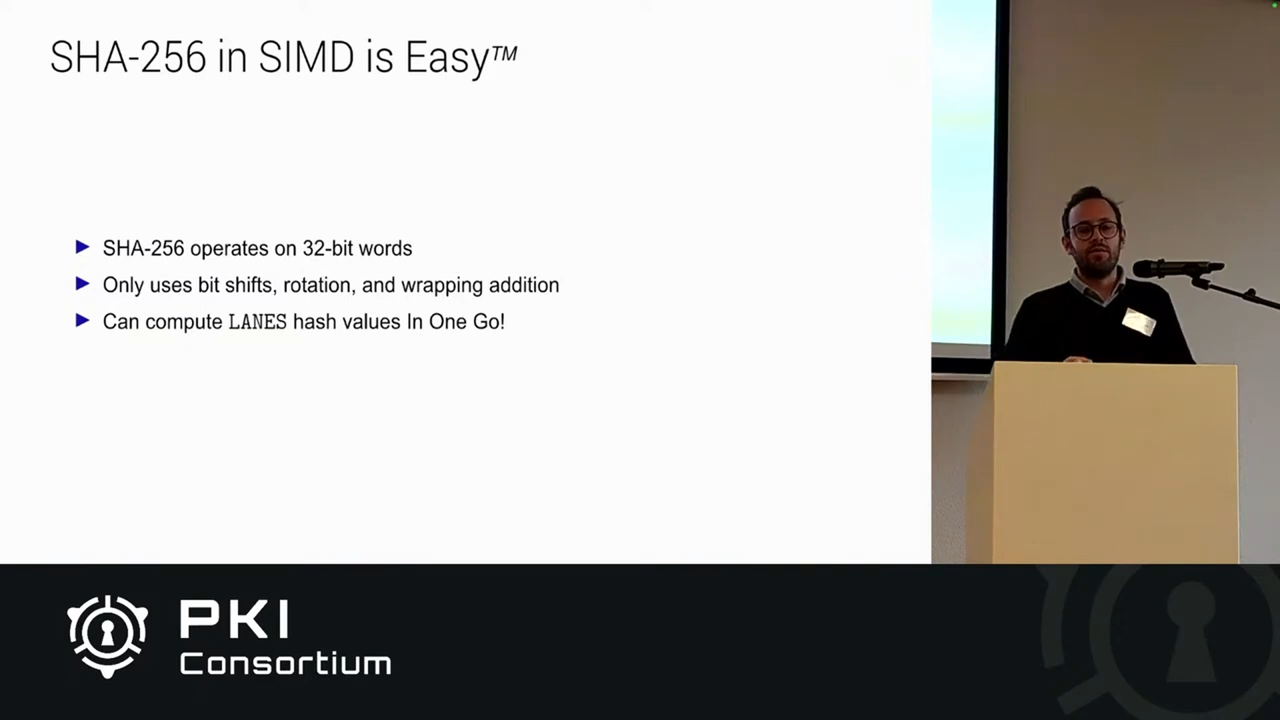 SHA-256 in SIMD is Easy™
► SHA-256 operates on 32-bit words
► Only uses bit shifts, rotation, and wrapping addition
► Can compute LANES hash values In One Go!
PKI
Consortium